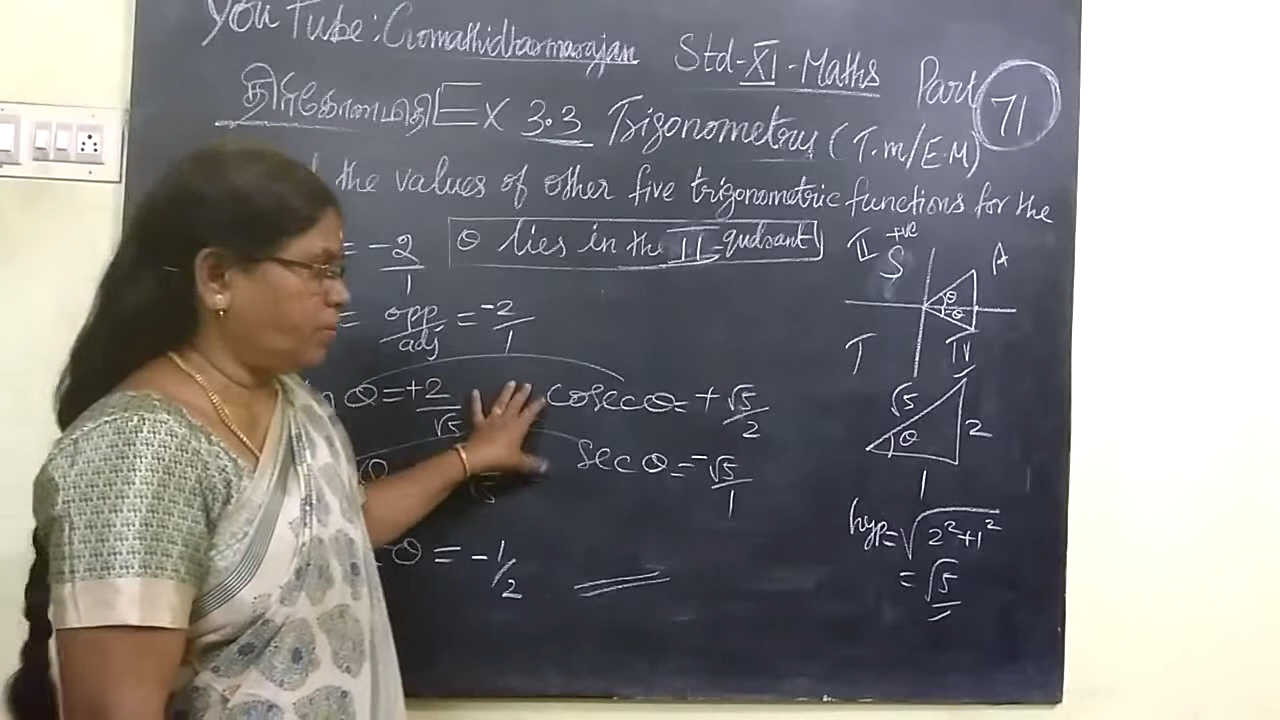 YouTube: Gomathidharmarajan Std-XI-Maths Part 71
திரிகோணமிதி Ex 3.3 Trigonometry (T.M/E.M)
the values of other five trigonometric functions for the
= -2/1 θ lies in the II quadrant
= opp/adj = -2/1
θ = +2/√5 cosecθ = +√5/2
θ secθ = -√5/1
θ = -1/2
II S +ve A
T IV
θ
-θ
√5 θ 2
1
hyp = √2²+1²
= √5